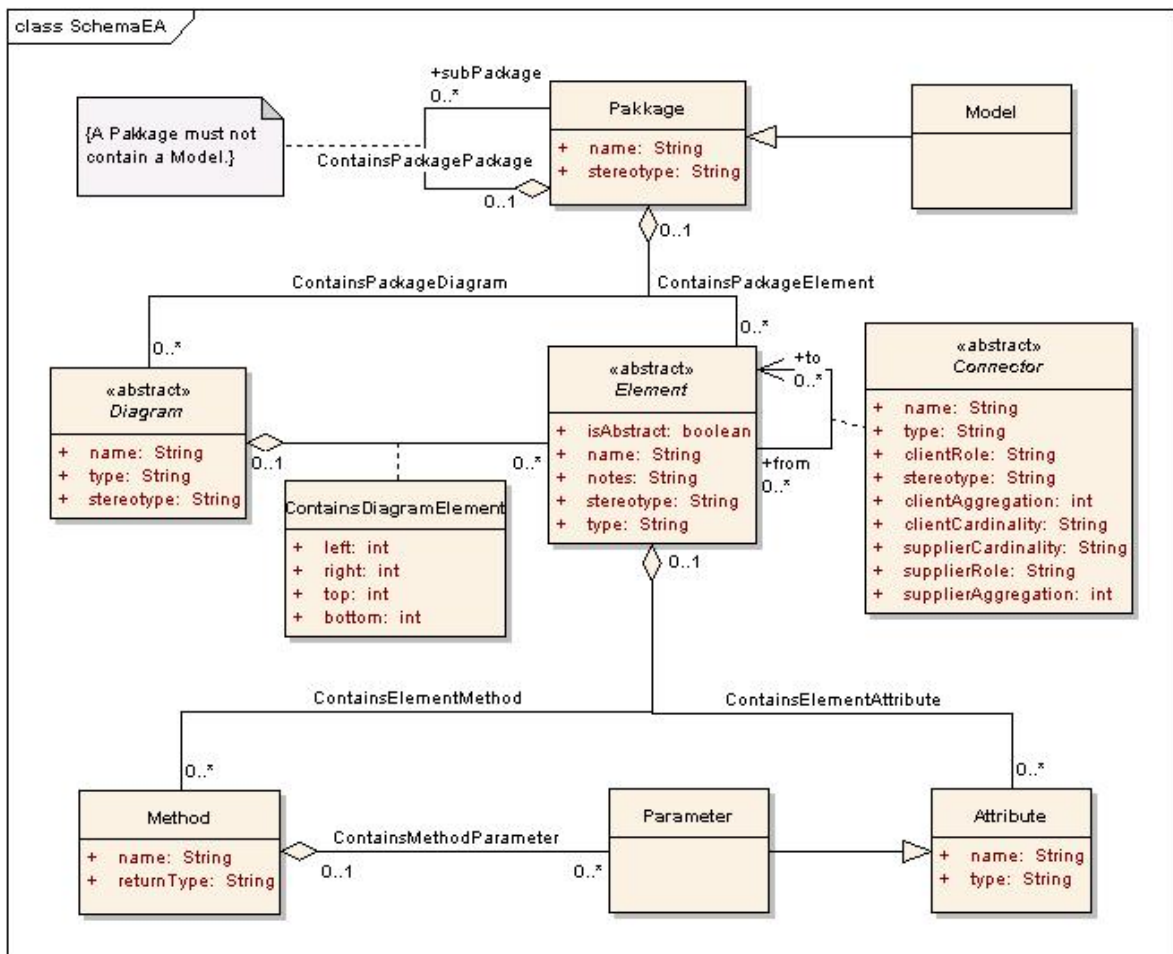 class SchemaEA
+subPackage
0..*
{A Pakkage must not
contain a Model.}
ContainsPackagePackage
0..1
Pakkage
+ name: String
+ stereotype: String
Model
0..1
ContainsPackageDiagram
ContainsPackageElement
0..*
0..*
«abstract»
Diagram
+ name: String
+ type: String
+ stereotype: String
0..1
0..*
ContainsDiagramElement
+ left: int
+ right: int
+ top: int
+ bottom: int
«abstract»
Element
+ isAbstract: boolean
+ name: String
+ notes: String
+ stereotype: String
+ type: String
+to
0..*
+from
0..*
«abstract»
Connector
+ name: String
+ type: String
+ clientRole: String
+ stereotype: String
+ clientAggregation: int
+ clientCardinality: String
+ supplierCardinality: String
+ supplierRole: String
+ supplierAggregation: int
0..1
ContainsElementMethod
ContainsElementAttribute
0..*
0..*
Method
+ name: String
+ returnType: String
ContainsMethodParameter
0..1
0..*
Parameter
Attribute
+ name: String
+ type: String